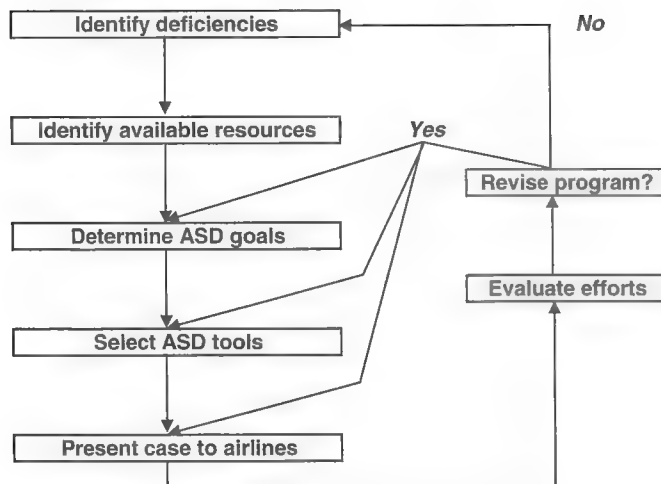 Identify deficiencies
No
Identify available resources
Yes
Revise program?
Determine ASD goals
Evaluate efforts
Select ASD tools
Present case to airlines